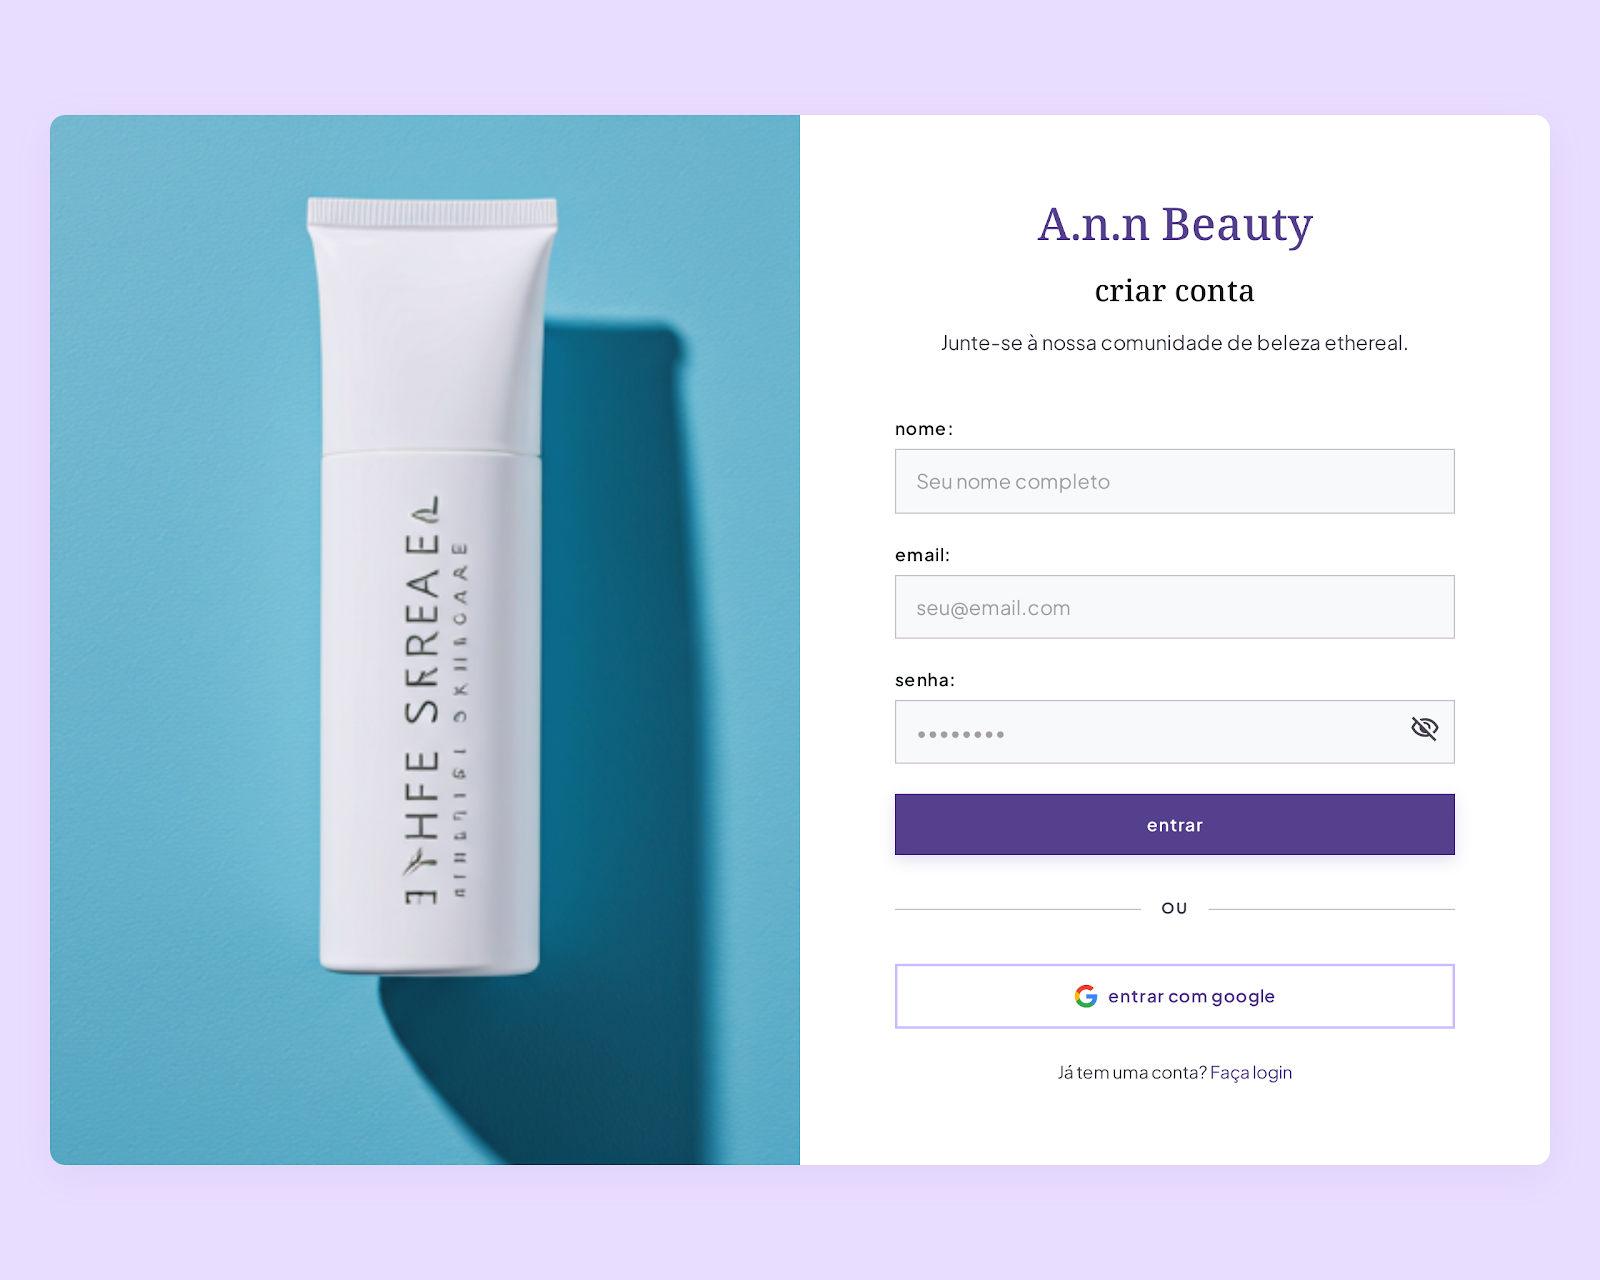 A.n.n Beauty
criar conta
Junte-se à nossa comunidade de beleza ethereal.
nome:
Seu nome completo
email:
seu@email.com
senha:
••••••••
entrar
OU
entrar com google
Já tem uma conta? Faça login